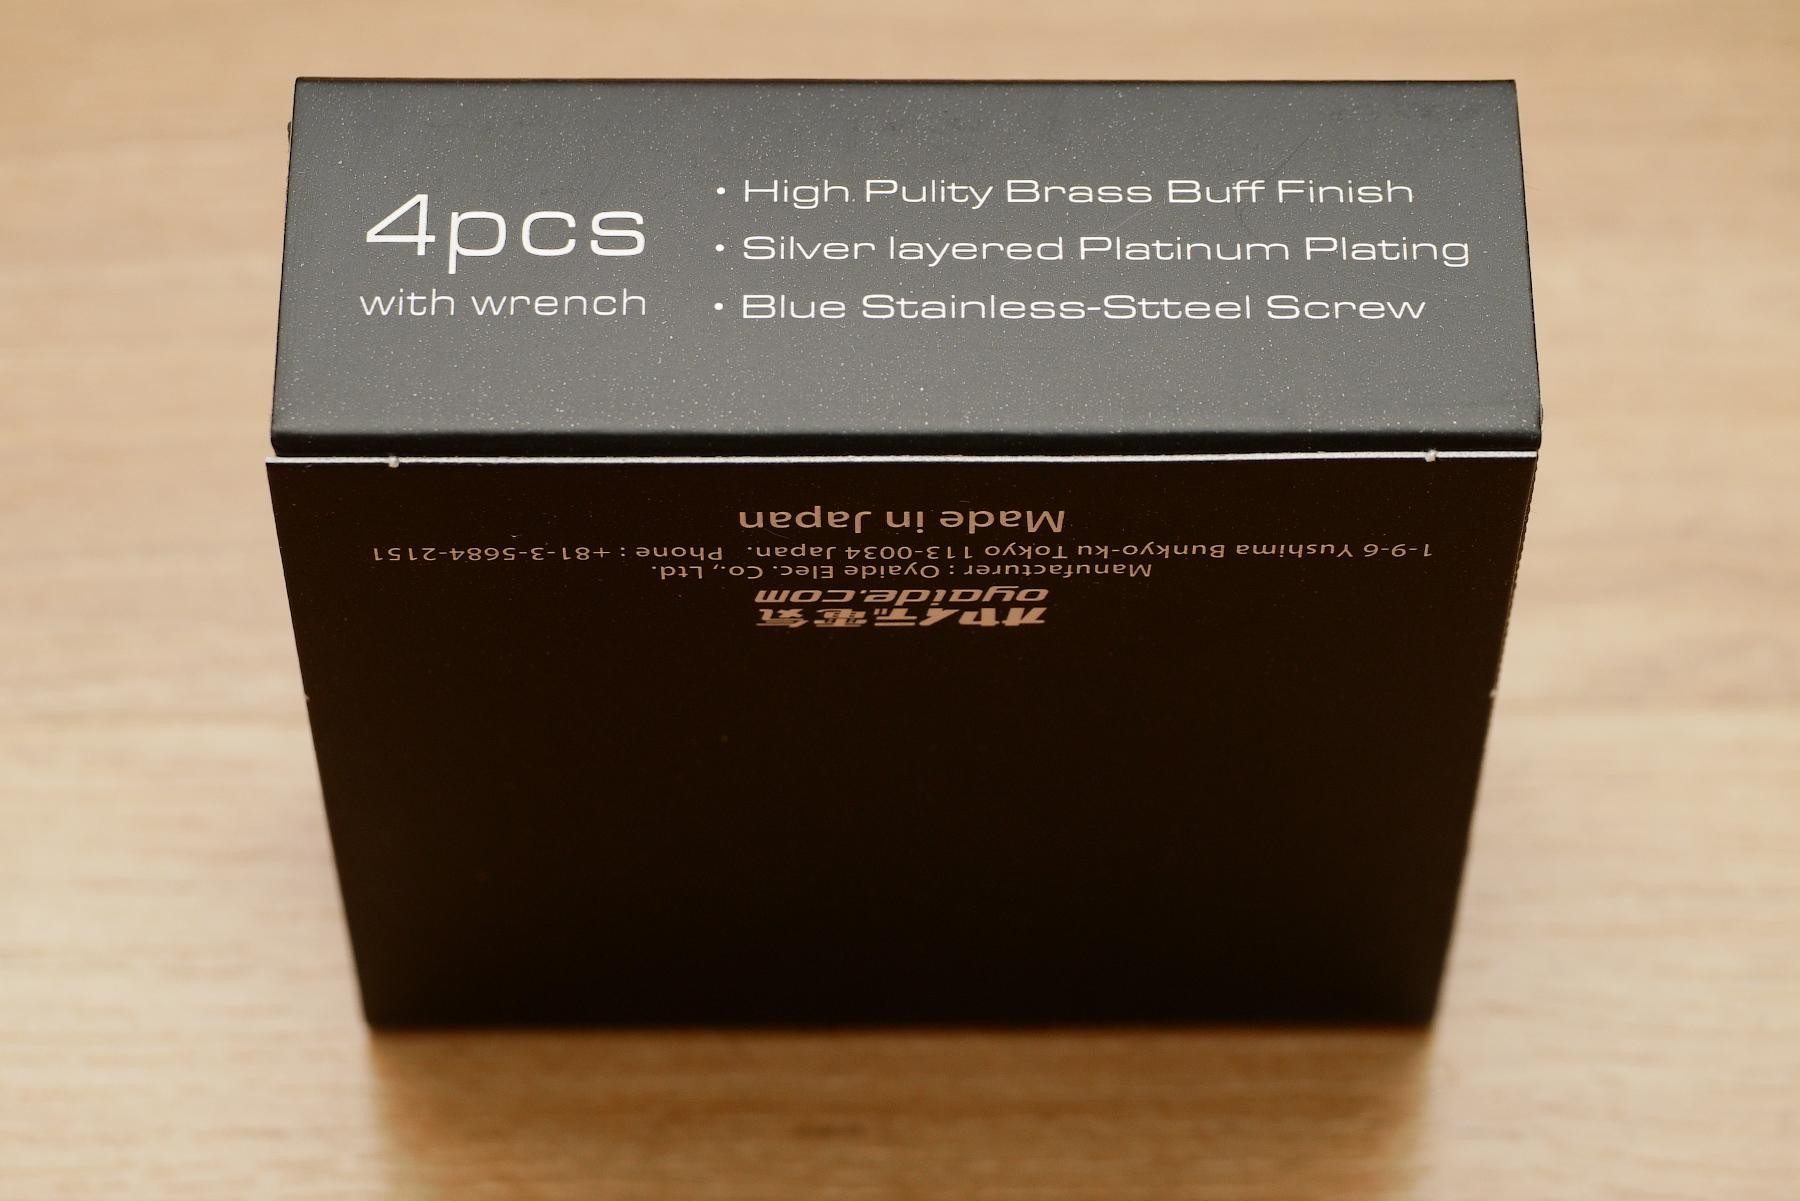 4pcs
with wrench
• High Pulity Brass Buff Finish
• Silver layered Platinum Plating
• Blue Stainless-Stteel Screw
オヤイデ電気
oyaide.com
Manufacturer : Oyaide Elec. Co., Ltd.
1-9-6 Yushima Bunkyo-ku Tokyo 113-0034 Japan. Phone : +81-3-5684-2151
Made in Japan